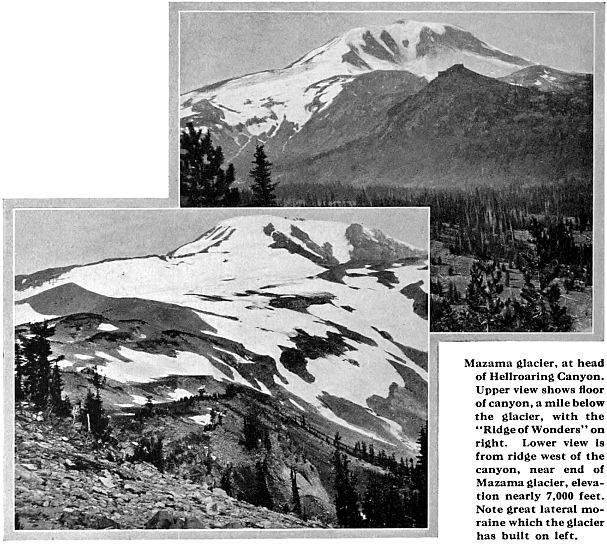 Mazama glacier, at head
of Hellroaring Canyon.
Upper view shows floor
of canyon, a mile below
the glacier, with the
"Ridge of Wonders" on
right. Lower view is
from ridge west of the
canyon, near end of
Mazama glacier, eleva-
tion nearly 7,000 feet.
Note great lateral mo-
raine which the glacier
has built on left.